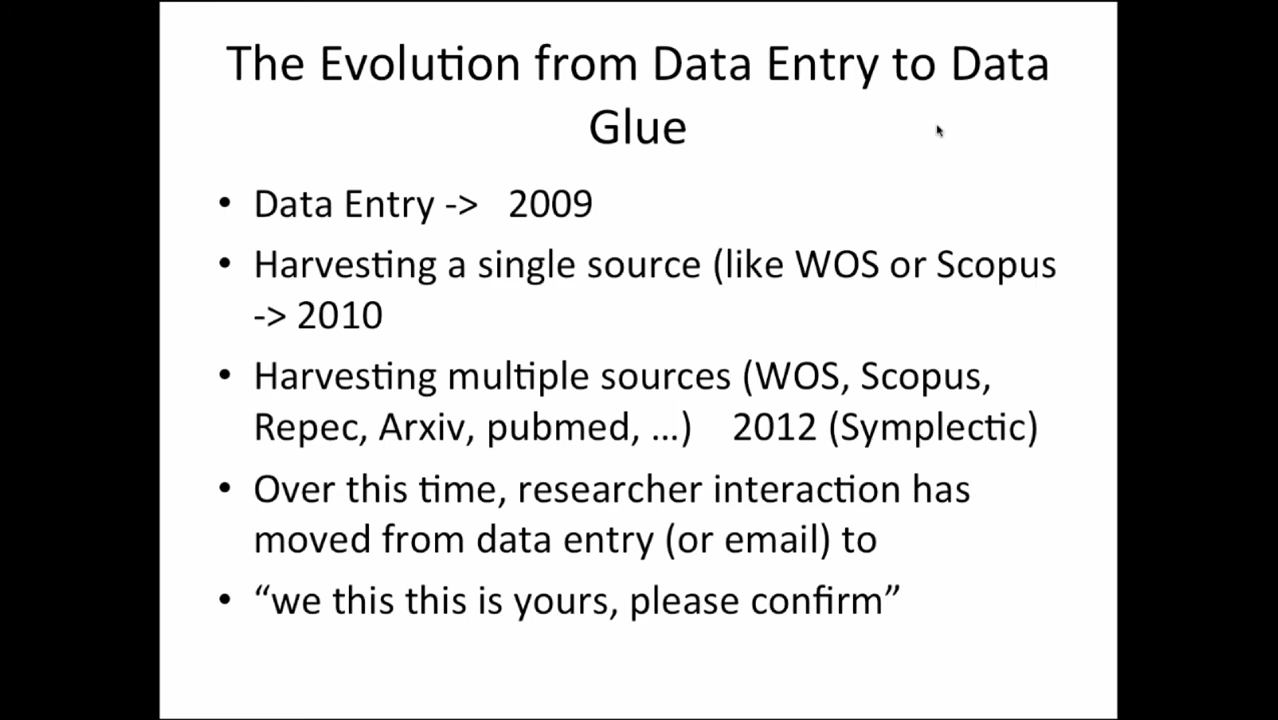 The Evolution from Data Entry to Data
Glue
• Data Entry -> 2009
• Harvesting a single source (like WOS or Scopus
-> 2010
• Harvesting multiple sources (WOS, Scopus,
Repec, Arxiv, pubmed, …) 2012 (Symplectic)
• Over this time, researcher interaction has
moved from data entry (or email) to
• “we this this is yours, please confirm”